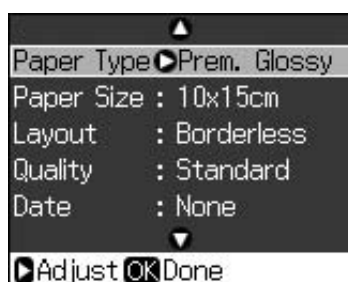 Paper Type Prem. Glossy
Paper Size : 10x15cm
Layout : Borderless
Quality : Standard
Date : None
Adjust OK Done